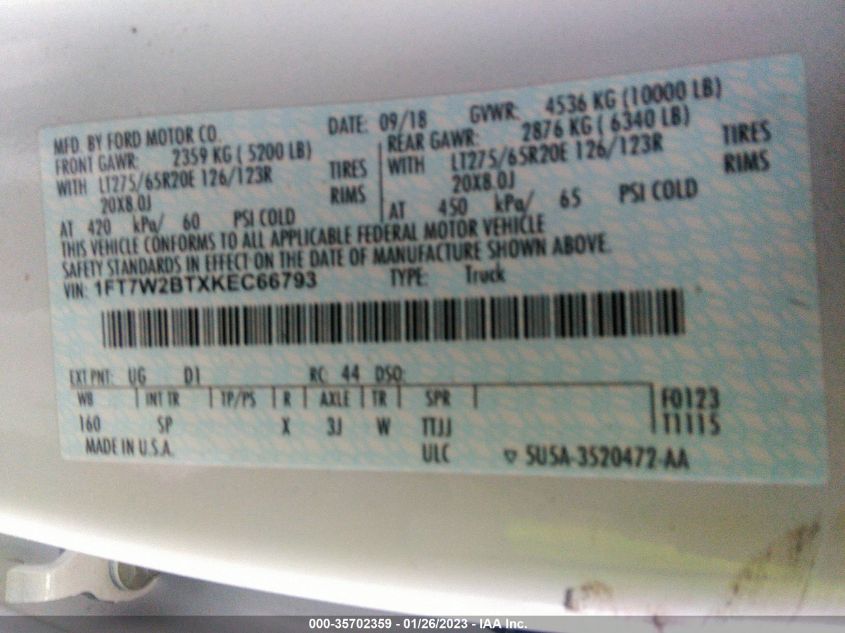 MFD. BY FORD MOTOR CO. DATE: 09/18 GVWR: 4536 KG (10000 LB)
FRONT GAWR: 2359 KG ( 5200 LB) REAR GAWR: 2876 KG ( 6340 LB)
WITH LT275/65R20E 126/123R TIRES WITH LT275/65R20E 126/123R TIRES
20X8.0J RIMS 20X8.0J RIMS
AT 420 kPa/ 60 PSI COLD AT 450 kPa/ 65 PSI COLD
THIS VEHICLE CONFORMS TO ALL APPLICABLE FEDERAL MOTOR VEHICLE
SAFETY STANDARDS IN EFFECT ON THE DATE OF MANUFACTURE SHOWN ABOVE.
VIN: 1FT7W2BTXKEC66793 TYPE: Truck
EXT PNT: UG D1 RC: 44 DSO:
WB INT TR TP/PS R AXLE TR SPR F0123
160 SP X 3J W TTJJ T1115
MADE IN U.S.A. ULC ▽ 5U5A-3520472-AA
000-35702359 - 01/26/2023 - IAA Inc.